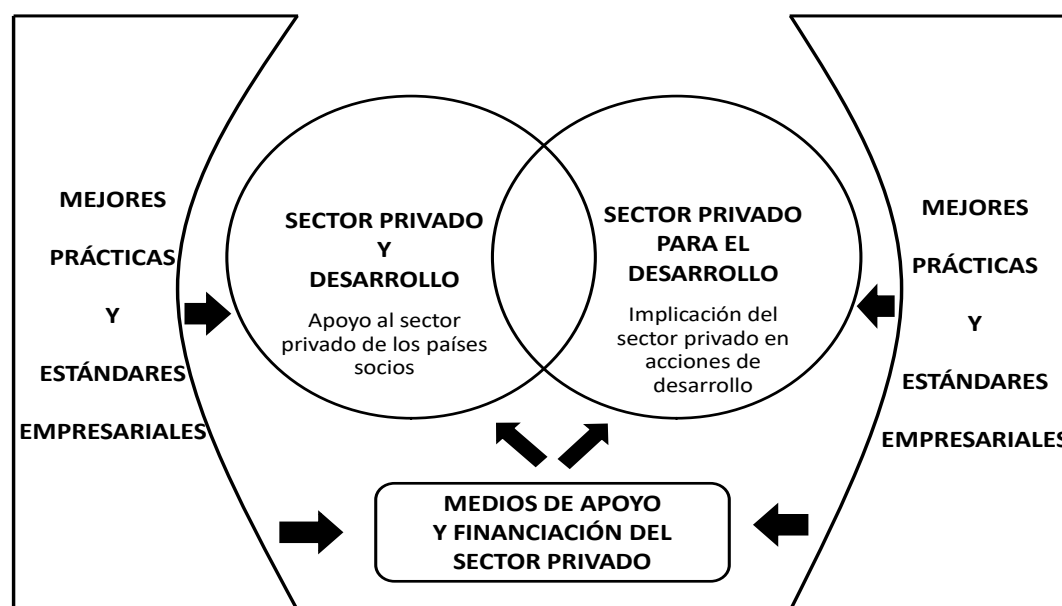 MEJORES
PRÁCTICAS
Y
ESTÁNDARES
EMPRESARIALES
SECTOR PRIVADO
Y
DESARROLLO
Apoyo al sector
privado de los países
socios
SECTOR PRIVADO
PARA EL
DESARROLLO
Implicación del
sector privado en
acciones de
desarrollo
MEJORES
PRÁCTICAS
Y
ESTÁNDARES
EMPRESARIALES
MEDIOS DE APOYO
Y FINANCIACIÓN DEL
SECTOR PRIVADO